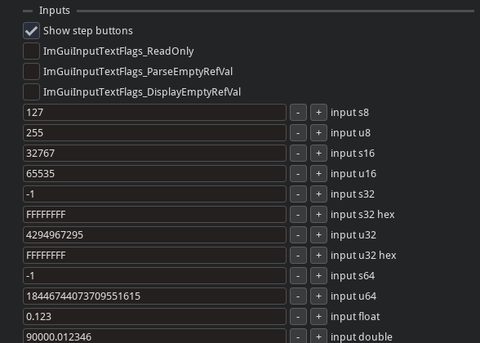 Inputs
Show step buttons
ImGuiInputTextFlags_ReadOnly
ImGuiInputTextFlags_ParseEmptyRefVal
ImGuiInputTextFlags_DisplayEmptyRefVal
127 - + input s8
255 - + input u8
32767 - + input s16
65535 - + input u16
-1 - + input s32
FFFFFFFF - + input s32 hex
4294967295 - + input u32
FFFFFFFF - + input u32 hex
-1 - + input s64
18446744073709551615 - + input u64
0.123 - + input float
90000.012346 - + input double